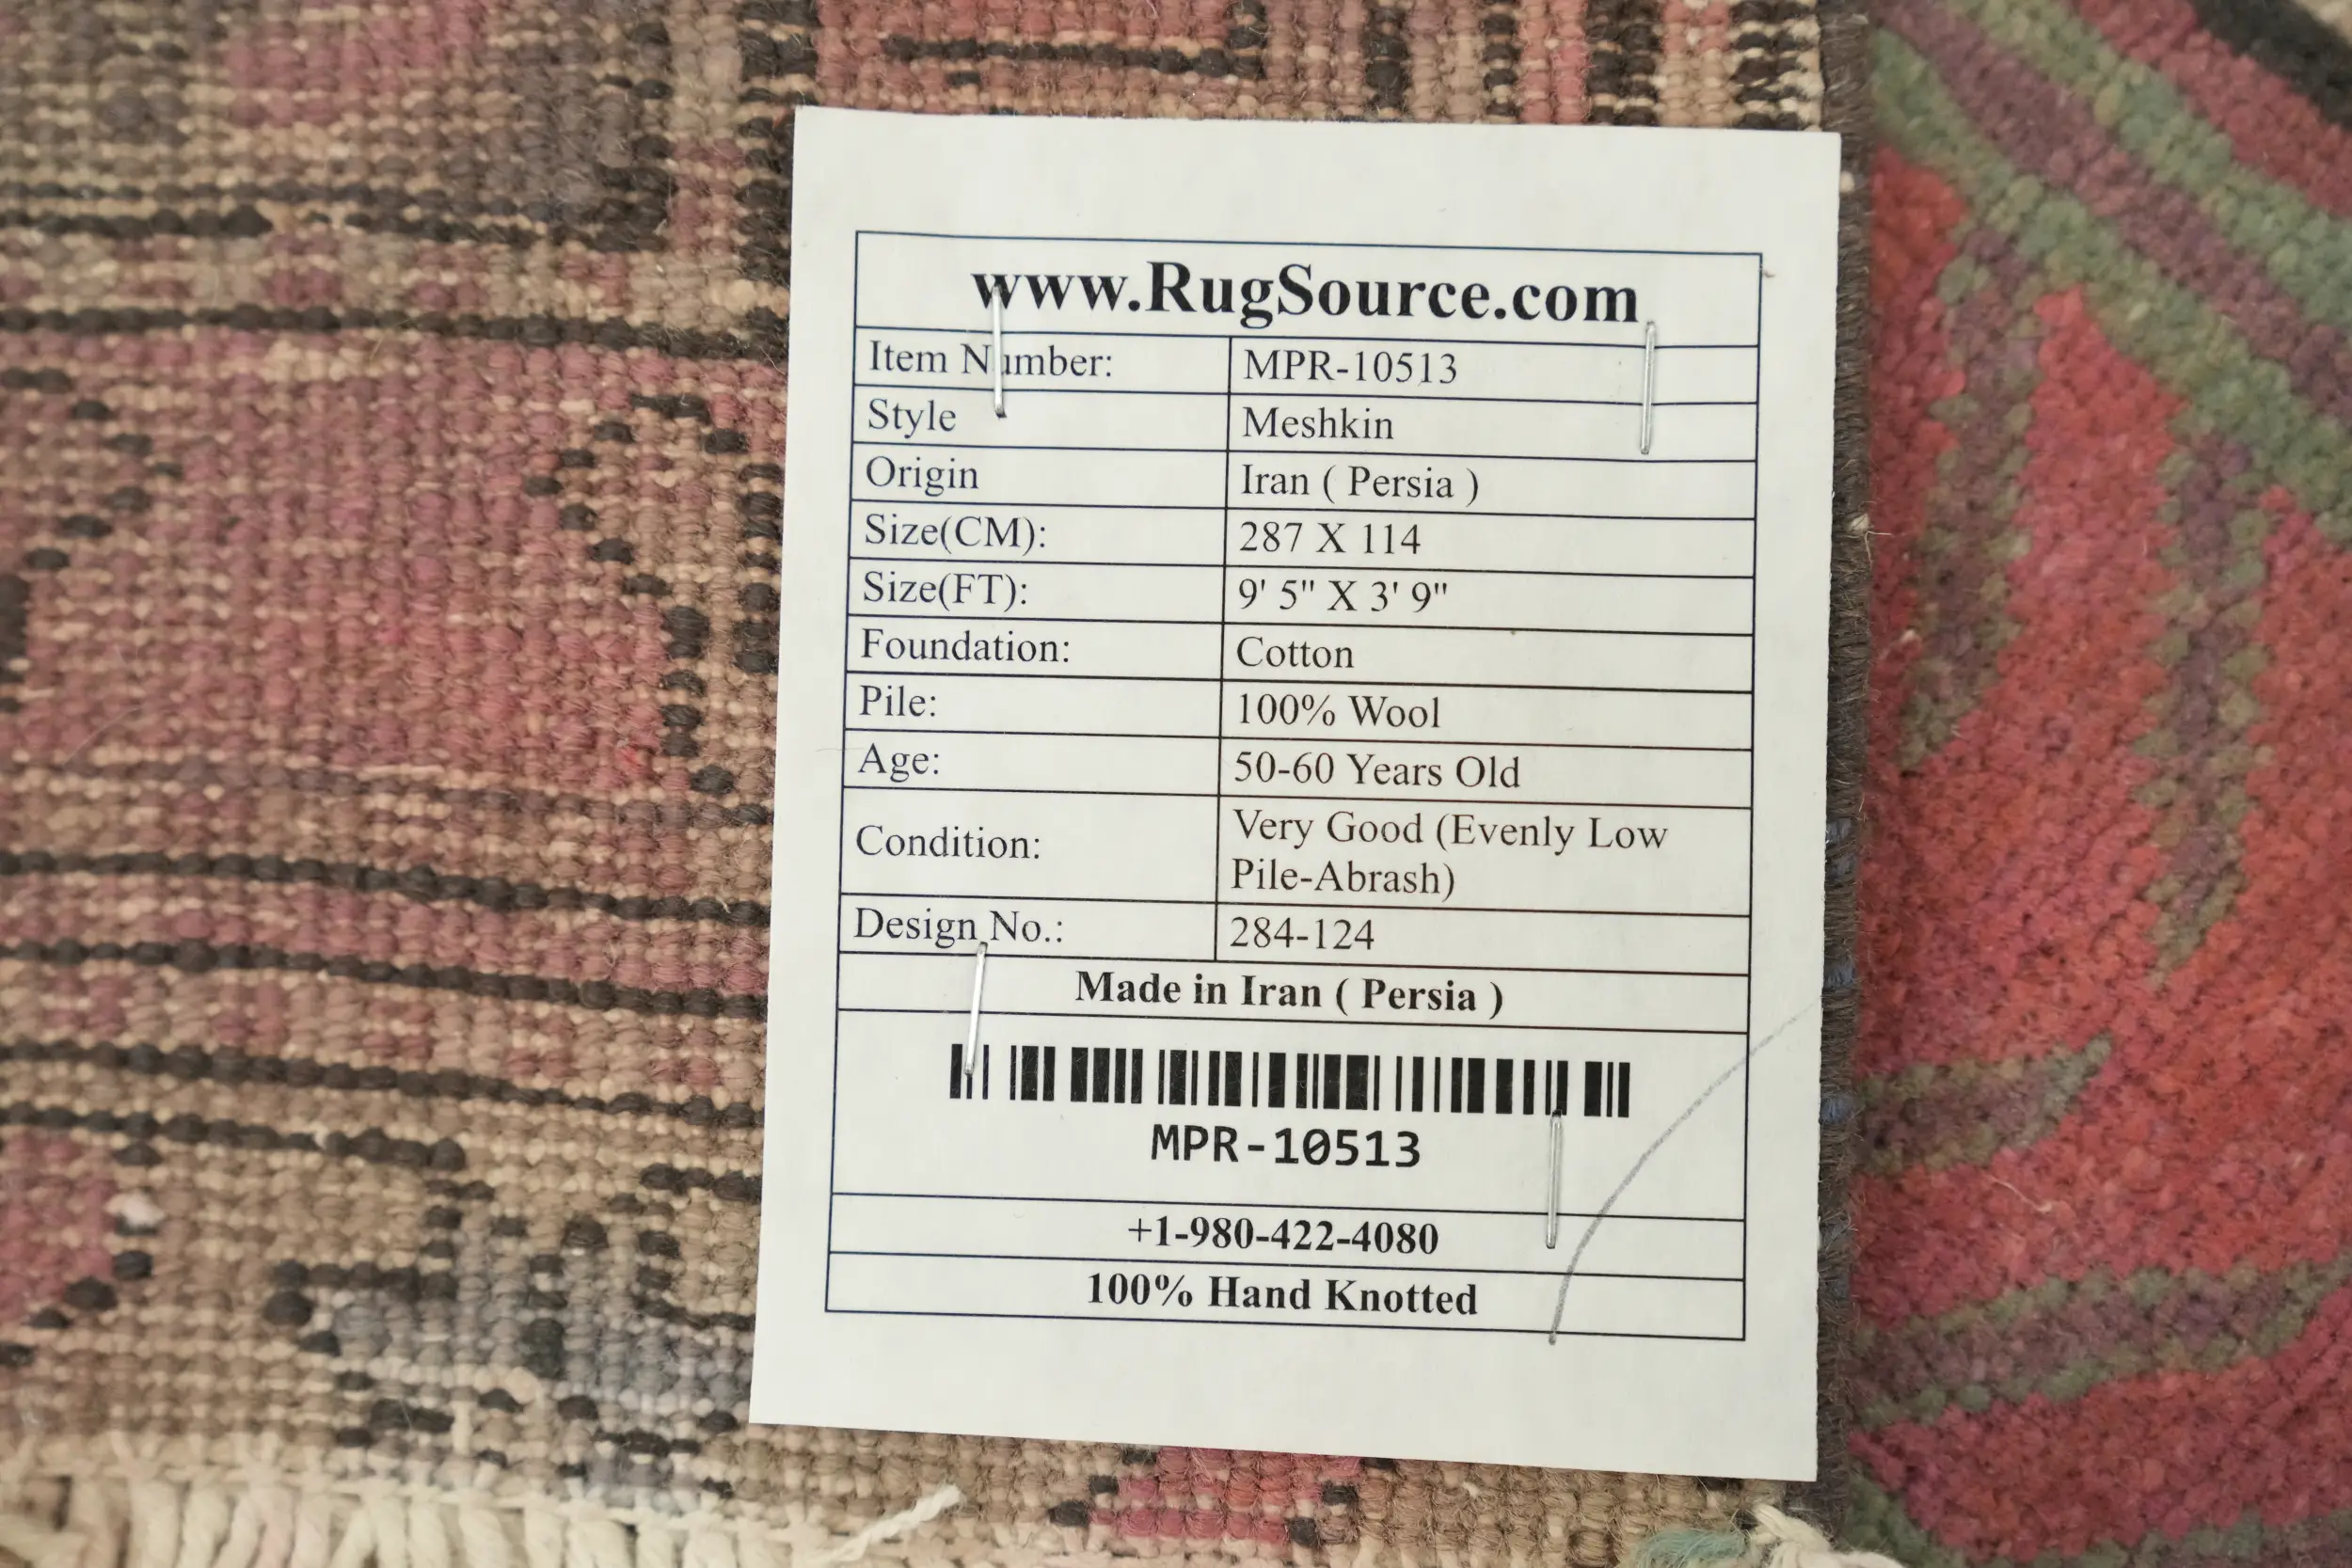 www.RugSource.com
Item Number: MPR-10513
Style Meshkin
Origin Iran ( Persia )
Size(CM): 287 X 114
Size(FT): 9' 5" X 3' 9"
Foundation: Cotton
Pile: 100% Wool
Age: 50-60 Years Old
Condition: Very Good (Evenly Low
Pile-Abrash)
Design No.: 284-124
Made in Iran ( Persia )
MPR-10513
+1-980-422-4080
100% Hand Knotted